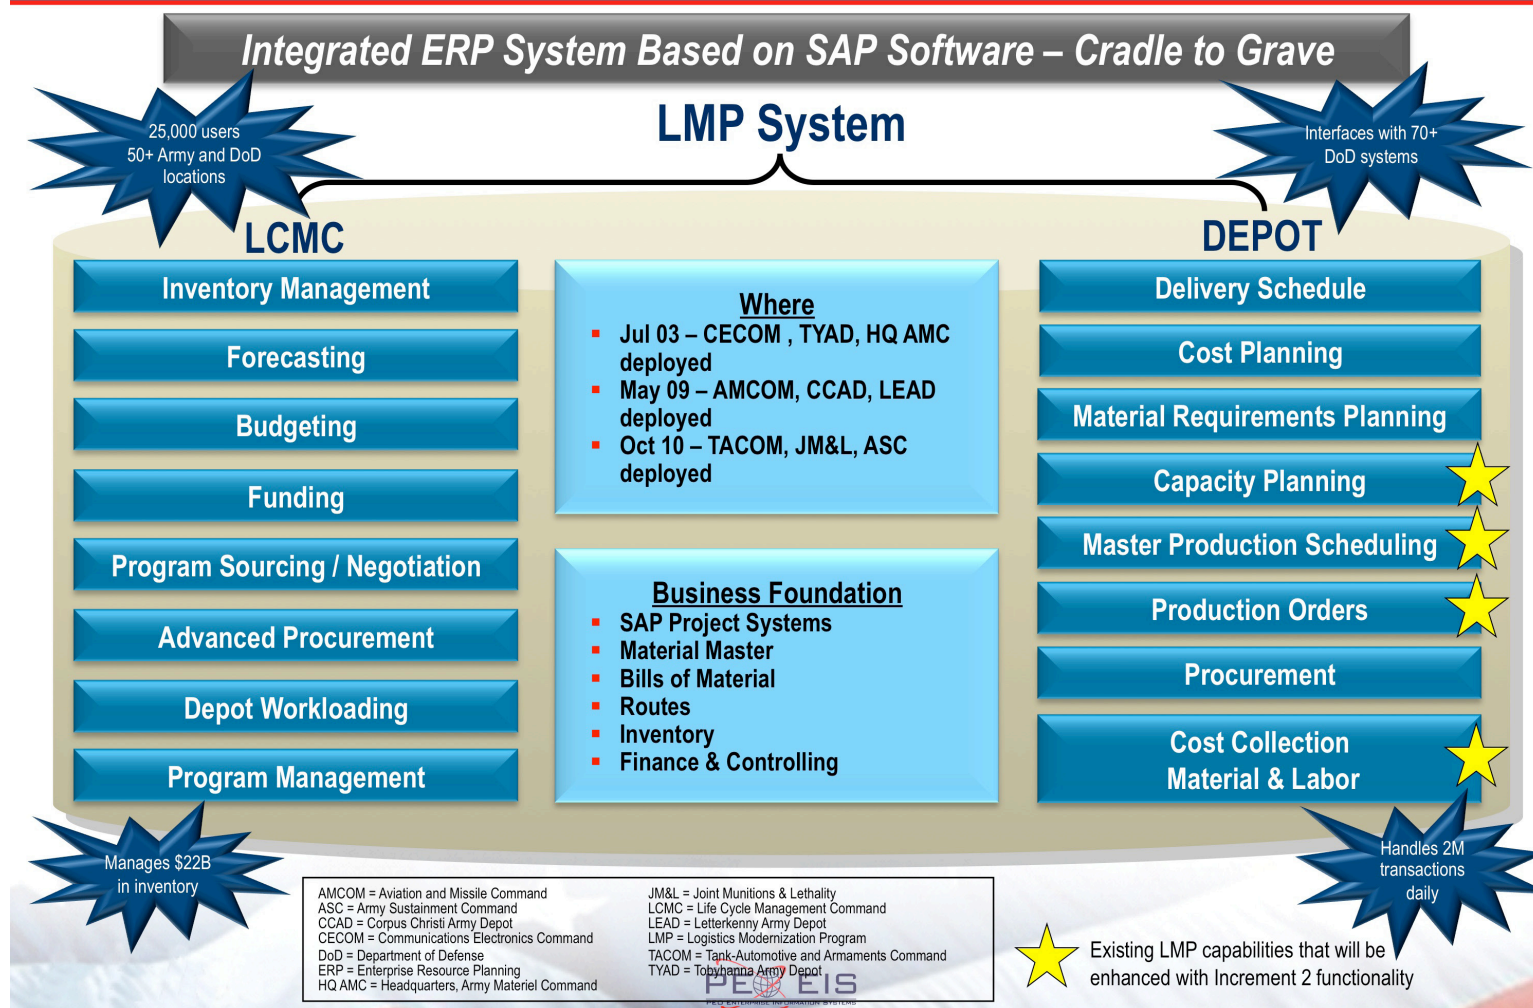 Integrated ERP System Based on SAP Software – Cradle to Grave
25,000 users
50+ Army and DoD
locations
LMP System
Interfaces with 70+
DoD systems
LCMC
Inventory Management
Forecasting
Budgeting
Funding
Program Sourcing / Negotiation
Advanced Procurement
Depot Workloading
Program Management
Where
▪ Jul 03 – CECOM , TYAD, HQ AMC
deployed
▪ May 09 – AMCOM, CCAD, LEAD
deployed
▪ Oct 10 – TACOM, JM&L, ASC
deployed
Business Foundation
▪ SAP Project Systems
▪ Material Master
▪ Bills of Material
▪ Routes
▪ Inventory
▪ Finance & Controlling
DEPOT
Delivery Schedule
Cost Planning
Material Requirements Planning
Capacity Planning
Master Production Scheduling
Production Orders
Procurement
Cost Collection
Material & Labor
Manages $22B
in inventory
Handles 2M
transactions
daily
AMCOM = Aviation and Missile Command
ASC = Army Sustainment Command
CCAD = Corpus Christi Army Depot
CECOM = Communications Electronics Command
DoD = Department of Defense
ERP = Enterprise Resource Planning
HQ AMC = Headquarters, Army Materiel Command
JM&L = Joint Munitions & Lethality
LCMC = Life Cycle Management Command
LEAD = Letterkenny Army Depot
LMP = Logistics Modernization Program
TACOM = Tank-Automotive and Armaments Command
TYAD = Tobyhanna Army Depot
PEO EIS
PEO ENTERPRISE INFORMATION SYSTEMS
Existing LMP capabilities that will be
enhanced with Increment 2 functionality